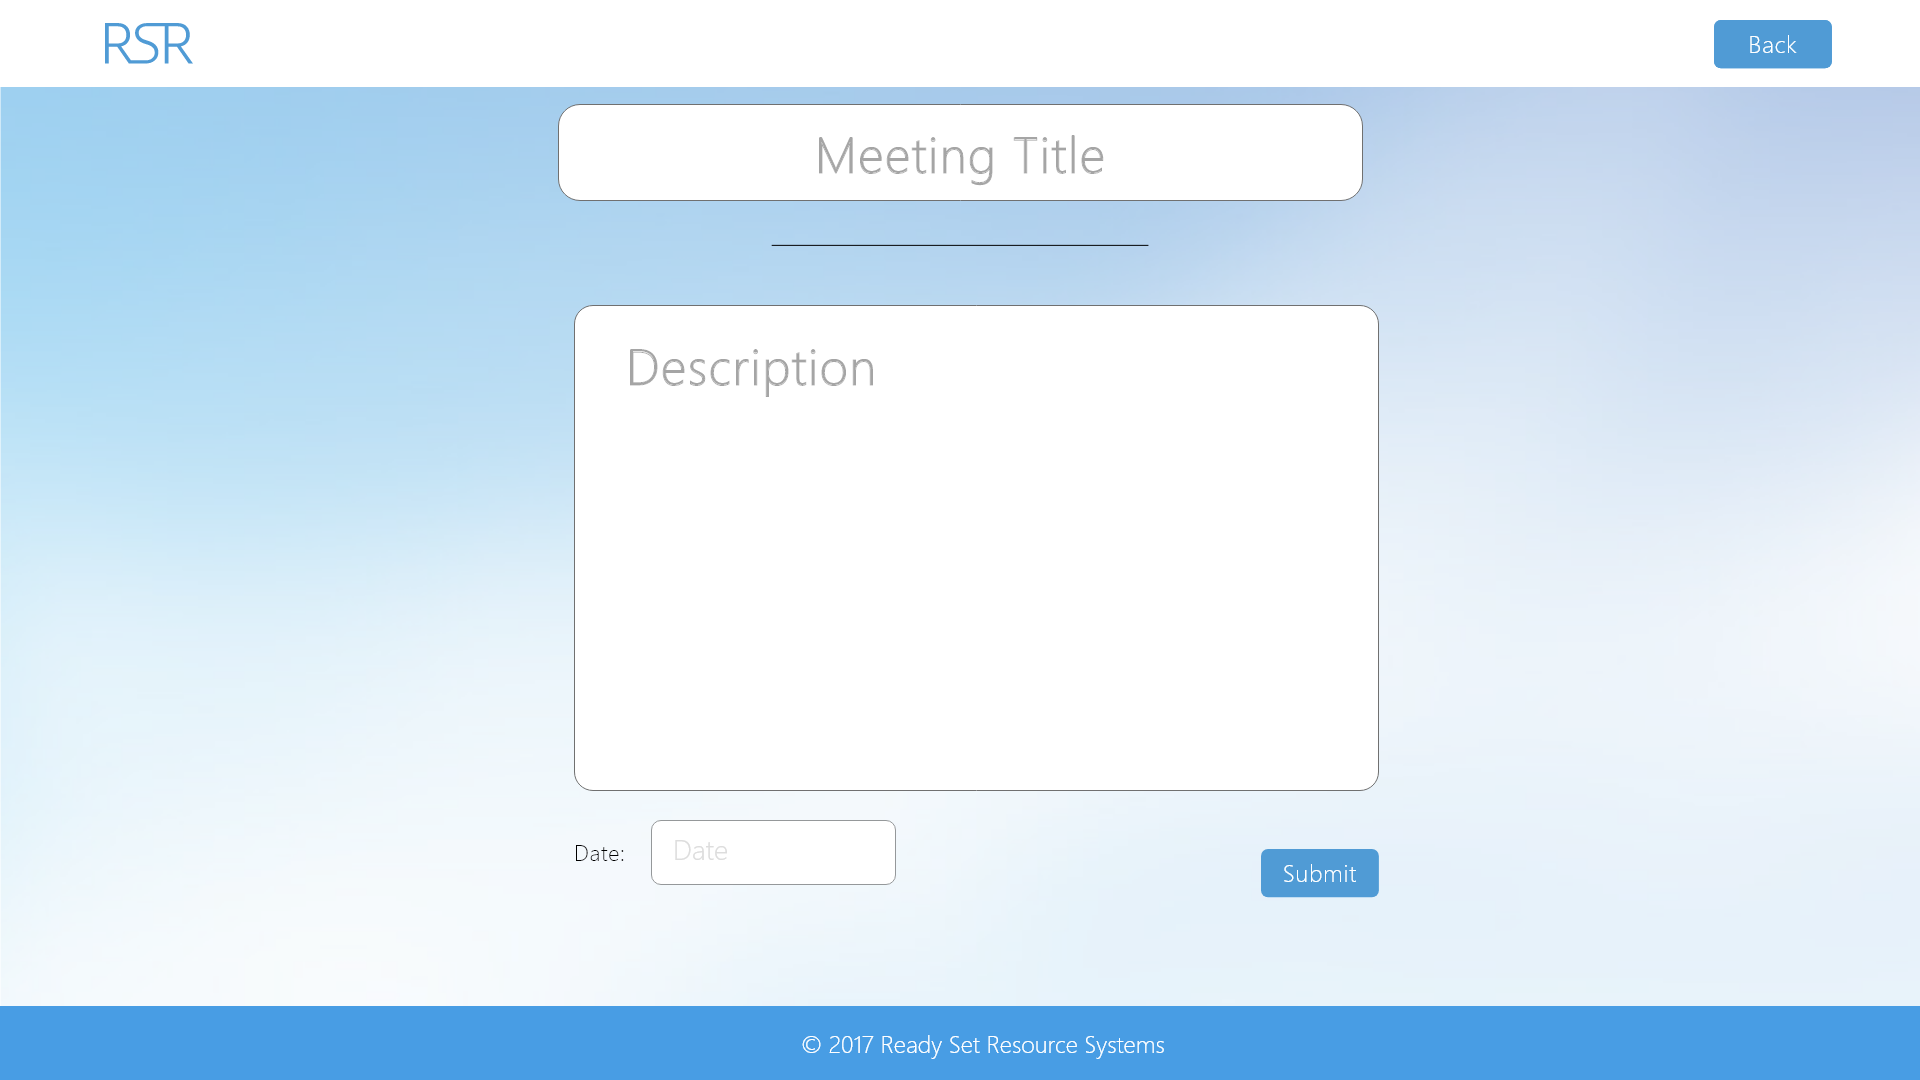 RSR
Back
Meeting Title
Description
Date:
Date
Submit
© 2017 Ready Set Resource Systems